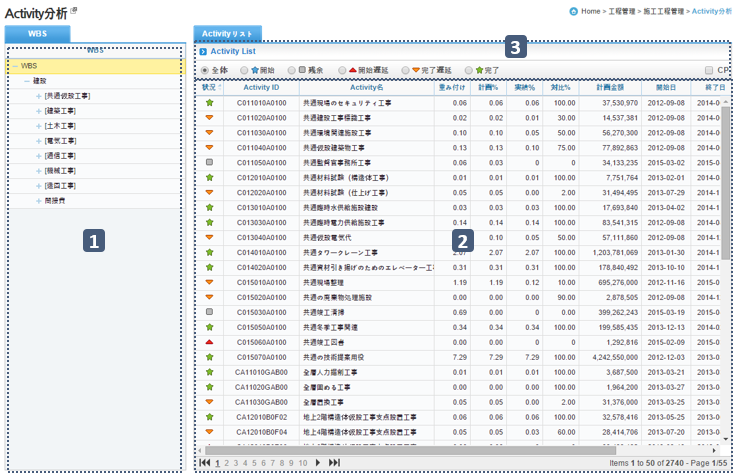 Activity分析
Home > 工程管理 > 施工工程管理 > Activity分析
WBS
WBS
WBS
建設
[共通仮設工事]
[建築工事]
[土木工事]
[電気工事]
[通信工事]
[機械工事]
[造園工事]
間接費
1
Activityリスト
3
Activity List
全体 開始 残余 開始遅延 完了遅延 完了 CP
状況 Activity ID Activity名 重み付け 計画% 実績% 対比% 計画金額 開始日 終了日
C011010A0100 共通現場のセキュリティ工事 0.06 0.06 0.06 100.00 37,530,970 2012-09-08 2014-0
C011020A0100 共通建設工事標識工事 0.02 0.02 0.01 30.00 14,537,381 2012-09-08 2014-1
C011030A0100 共通環境関連施設工事 0.10 0.10 0.05 50.00 56,270,300 2012-09-08 2014-1
C011040A0100 共通仮設建築物工事 0.13 0.13 0.10 75.00 77,892,863 2012-09-08 2014-1
C011050A0100 共通監督官事務所工事 0.06 0.03 0 0 34,133,235 2015-03-02 2015-0
C012010A0100 共通材料試験（構造体工事） 0.01 0.01 0.01 100.00 7,751,764 2013-02-01 2014-0
C012020A0100 共通材料試験（仕上げ工事） 0.05 0.05 0.00 2.00 31,494,495 2013-07-29 2014-1
C013010A0100 共通臨時水供給施設建設 0.03 0.03 0.03 100.00 17,693,840 2013-04-02 2014-0
C013030A0100 共通臨時電力供給施設工事 0.14 0.14 0.14 100.00 83,541,315 2012-09-08 2014-0
C013040A0100 共通仮設電気代 0.10 0.05 50.00 57,111,860 2012-09-08 2014-1
2
C014010A0100 共通タワークレーン工事 2.07 2.07 2.07 100.00 1,203,781,069 2013-01-30 2014-1
C014020A0100 共通資材引き揚げのためのエレベーター工 0.31 0.31 0.31 100.00 178,840,492 2013-10-10 2014-1
C015010A0100 共通現場整理 1.19 1.19 0.12 10.00 695,276,000 2012-11-16 2015-0
C015020A0100 共通の廃棄物処理施設 0.00 0.00 0.00 90.00 2,878,505 2012-09-08 2014-1
C015030A0100 共通竣工清掃 0.69 0.00 0 0.00 399,262,243 2015-03-19 2015-0
C015050A0100 共通冬季工事関連 0.34 0.34 0.34 100.00 199,585,435 2013-12-13 2014-0
C015060A0100 共通竣工図書 0.00 0.00 0 0 1,292,816 2015-02-09 2015-0
C015070A0100 共通の技術提案用役 7.29 7.29 7.29 100.00 4,242,550,000 2012-12-03 2013-0
CA11010GAB00 全層人力掘削工事 0.01 0.01 0.01 100.00 3,687,500 2013-03-21 2013-0
CA11020GAB00 全層固める工事 0.00 0.00 0.00 100.00 1,964,200 2013-03-27 2013-0
CA11030GAB00 全層置換工事 0.05 0.05 0.00 2.00 31,376,000 2013-03-25 2013-0
CA12010B0F02 地上2階構造体仮設工事支点設置工事 0.06 0.06 0.06 100.00 32,578,416 2013-05-25 2013-0
CA12010B0F04 地上4階構造体仮設工事支点設置工事 0.05 0.05 0.03 60.00 28,414,706 2013-07-20 2013-0
1 2 3 4 5 6 7 8 9 10
Items 1 to 50 of 2740 - Page 1/55